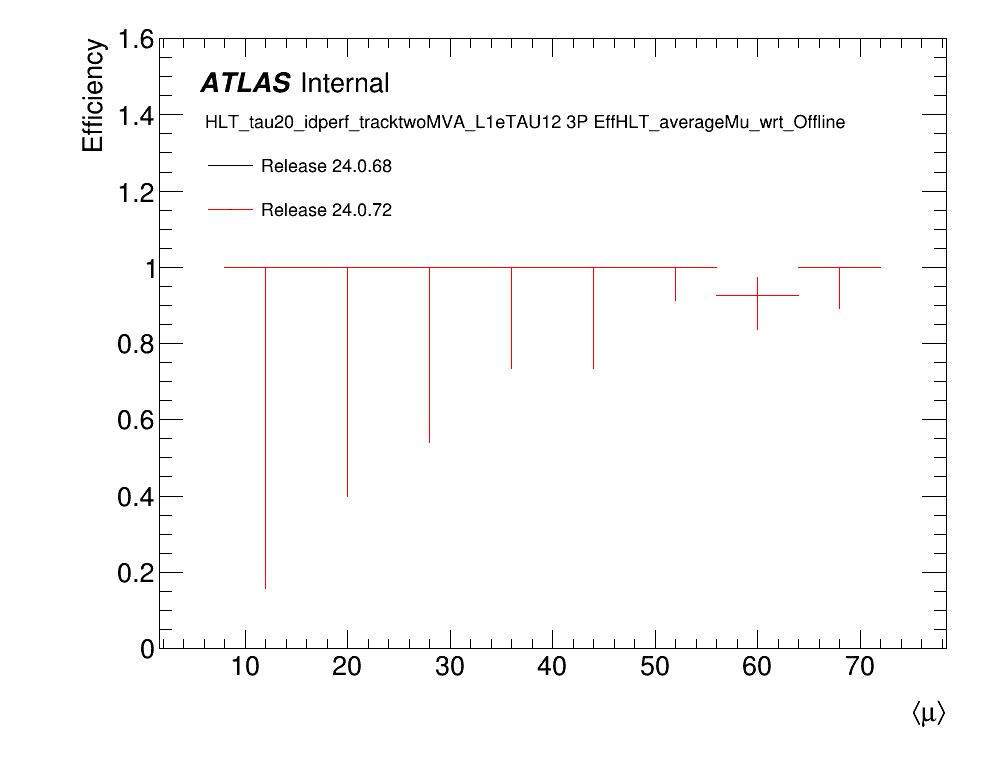 Efficiency
1.6
1.4
1.2
1
0.8
0.6
0.4
0.2
0
ATLAS Internal
HLT_tau20_idperf_tracktwoMVA_L1eTAU12 3P EffHLT_averageMu_wrt_Offline
Release 24.0.68
Release 24.0.72
10 20 30 40 50 60 70
⟨μ⟩